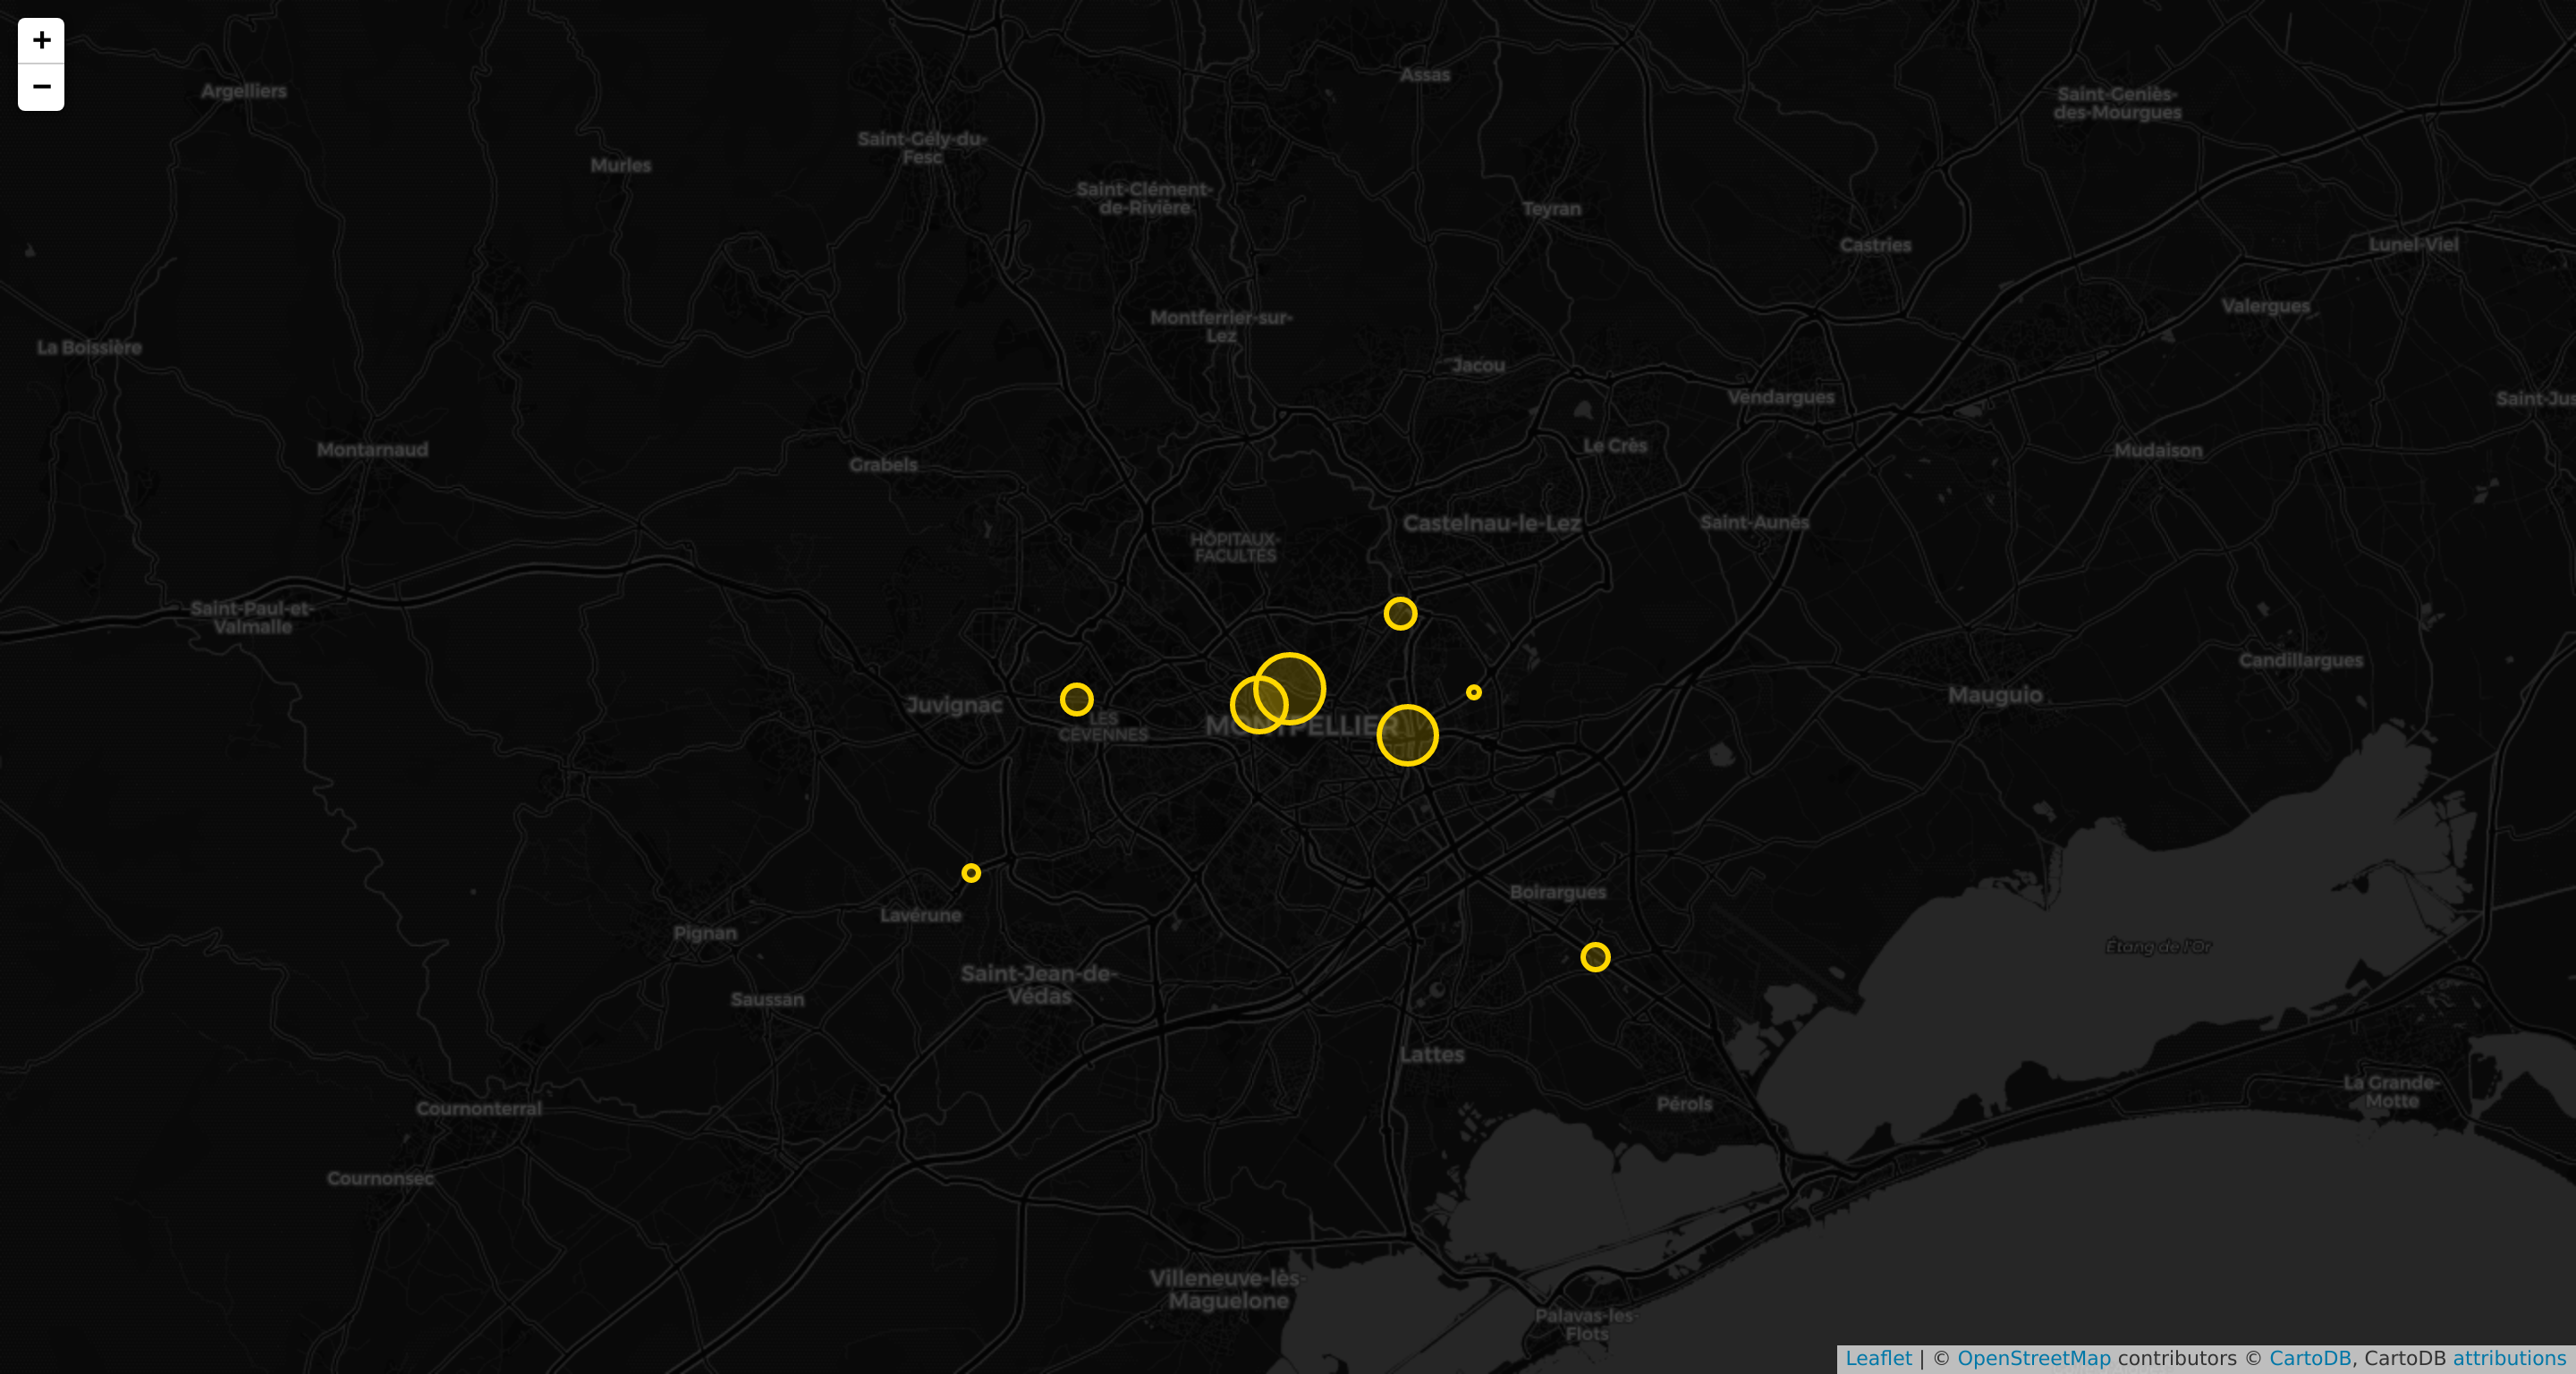 +
−
Argelliers
Assas
Saint-Geniès-
des-Mourgues
Saint-Gély-du-
Fesc
Murles
Saint-Clément-
de-Rivière
Teyran
Castries
Lunel-Viel
Valergues
Montferrier-sur-
Lez
La Boissière
Jacou
Vendargues
Saint-Jus
Montarnaud
Grabels
Le Crès
Mudaison
Castelnau-le-Lez
Saint-Aunès
HÔPITAUX-
FACULTÉS
Saint-Paul-et-
Valmalle
Candillargues
Mauguio
Juvignac
LES
CÉVENNES
MONTPELLIER
Boirargues
Lavérune
Pignan
Étang de l'Or
Saint-Jean-de-
Védas
Saussan
Lattes
La Grande-
Motte
Pérols
Cournonterral
Cournonsec
Villeneuve-lès-
Maguelone
Palavas-les-
Flots
Leaflet | © OpenStreetMap contributors © CartoDB, CartoDB attributions